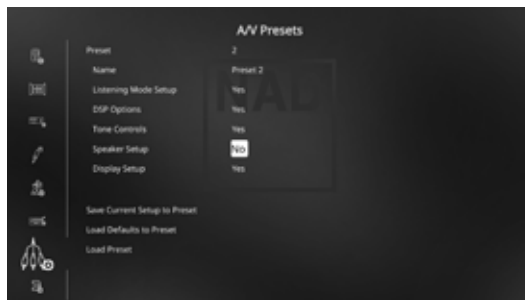 A/V Presets
Preset 2
Name Preset 2
Listening Mode Setup Yes
DSP Options Yes
Tone Controls Yes
Speaker Setup No
Display Setup Yes
Save Current Setup to Preset
Load Defaults to Preset
Load Preset
NAD